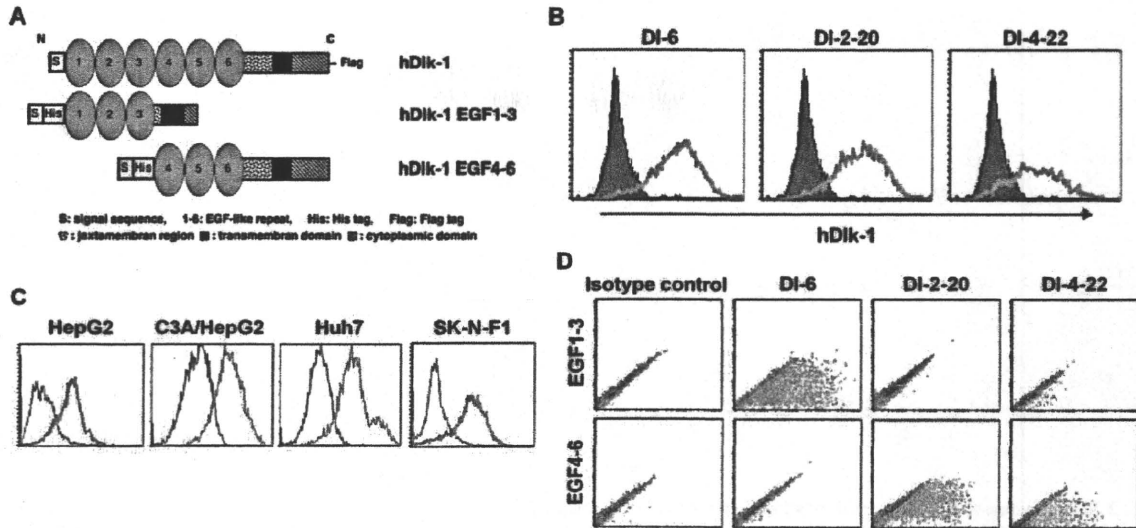 A
N
C
S 1 2 3 4 5 6 Flag
hDlk-1
S His 1 2 3
hDlk-1 EGF1-3
S His 4 5 6
hDlk-1 EGF4-6
S: signal sequence, 1-6: EGF-like repeat, His: His tag, Flag: Flag tag
: jaxtamembran region : transmembran domain : cytoplasmic domain
B
DI-6 DI-2-20 DI-4-22
hDlk-1
C
HepG2 C3A/HepG2 Huh7 SK-N-F1
D
Isotype control DI-6 DI-2-20 DI-4-22
EGF1-3
EGF4-6